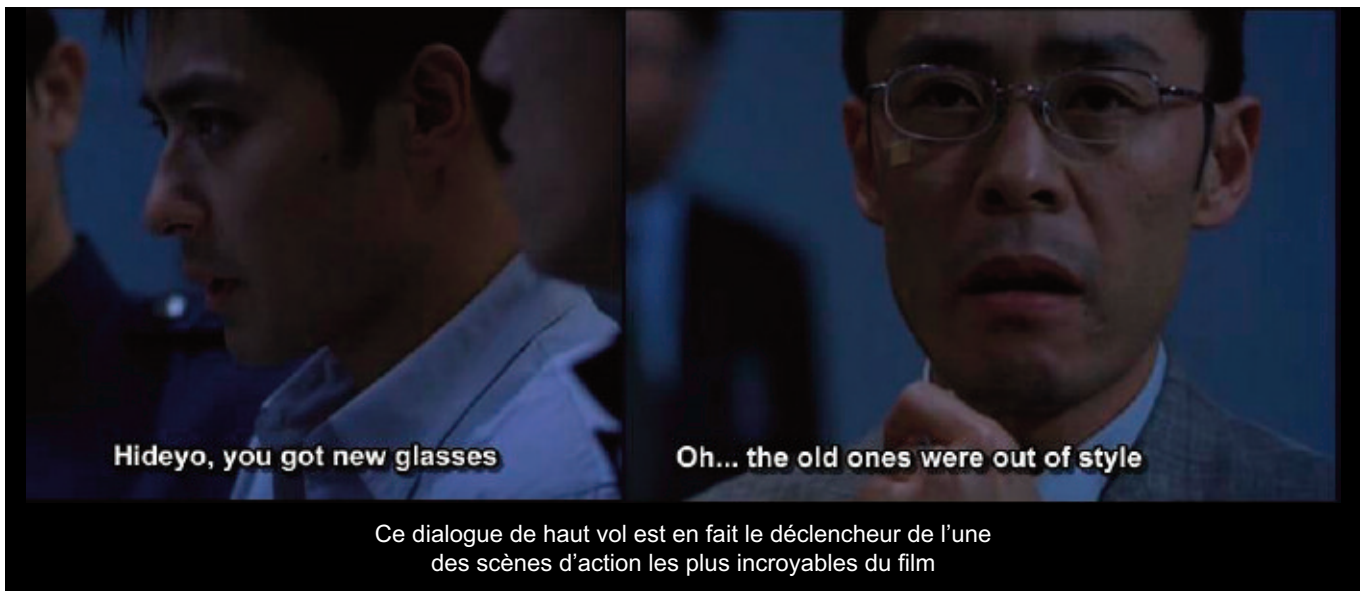 Hideyo, you got new glasses
Oh... the old ones were out of style
Ce dialogue de haut vol est en fait le déclencheur de l’une
des scènes d’action les plus incroyables du film